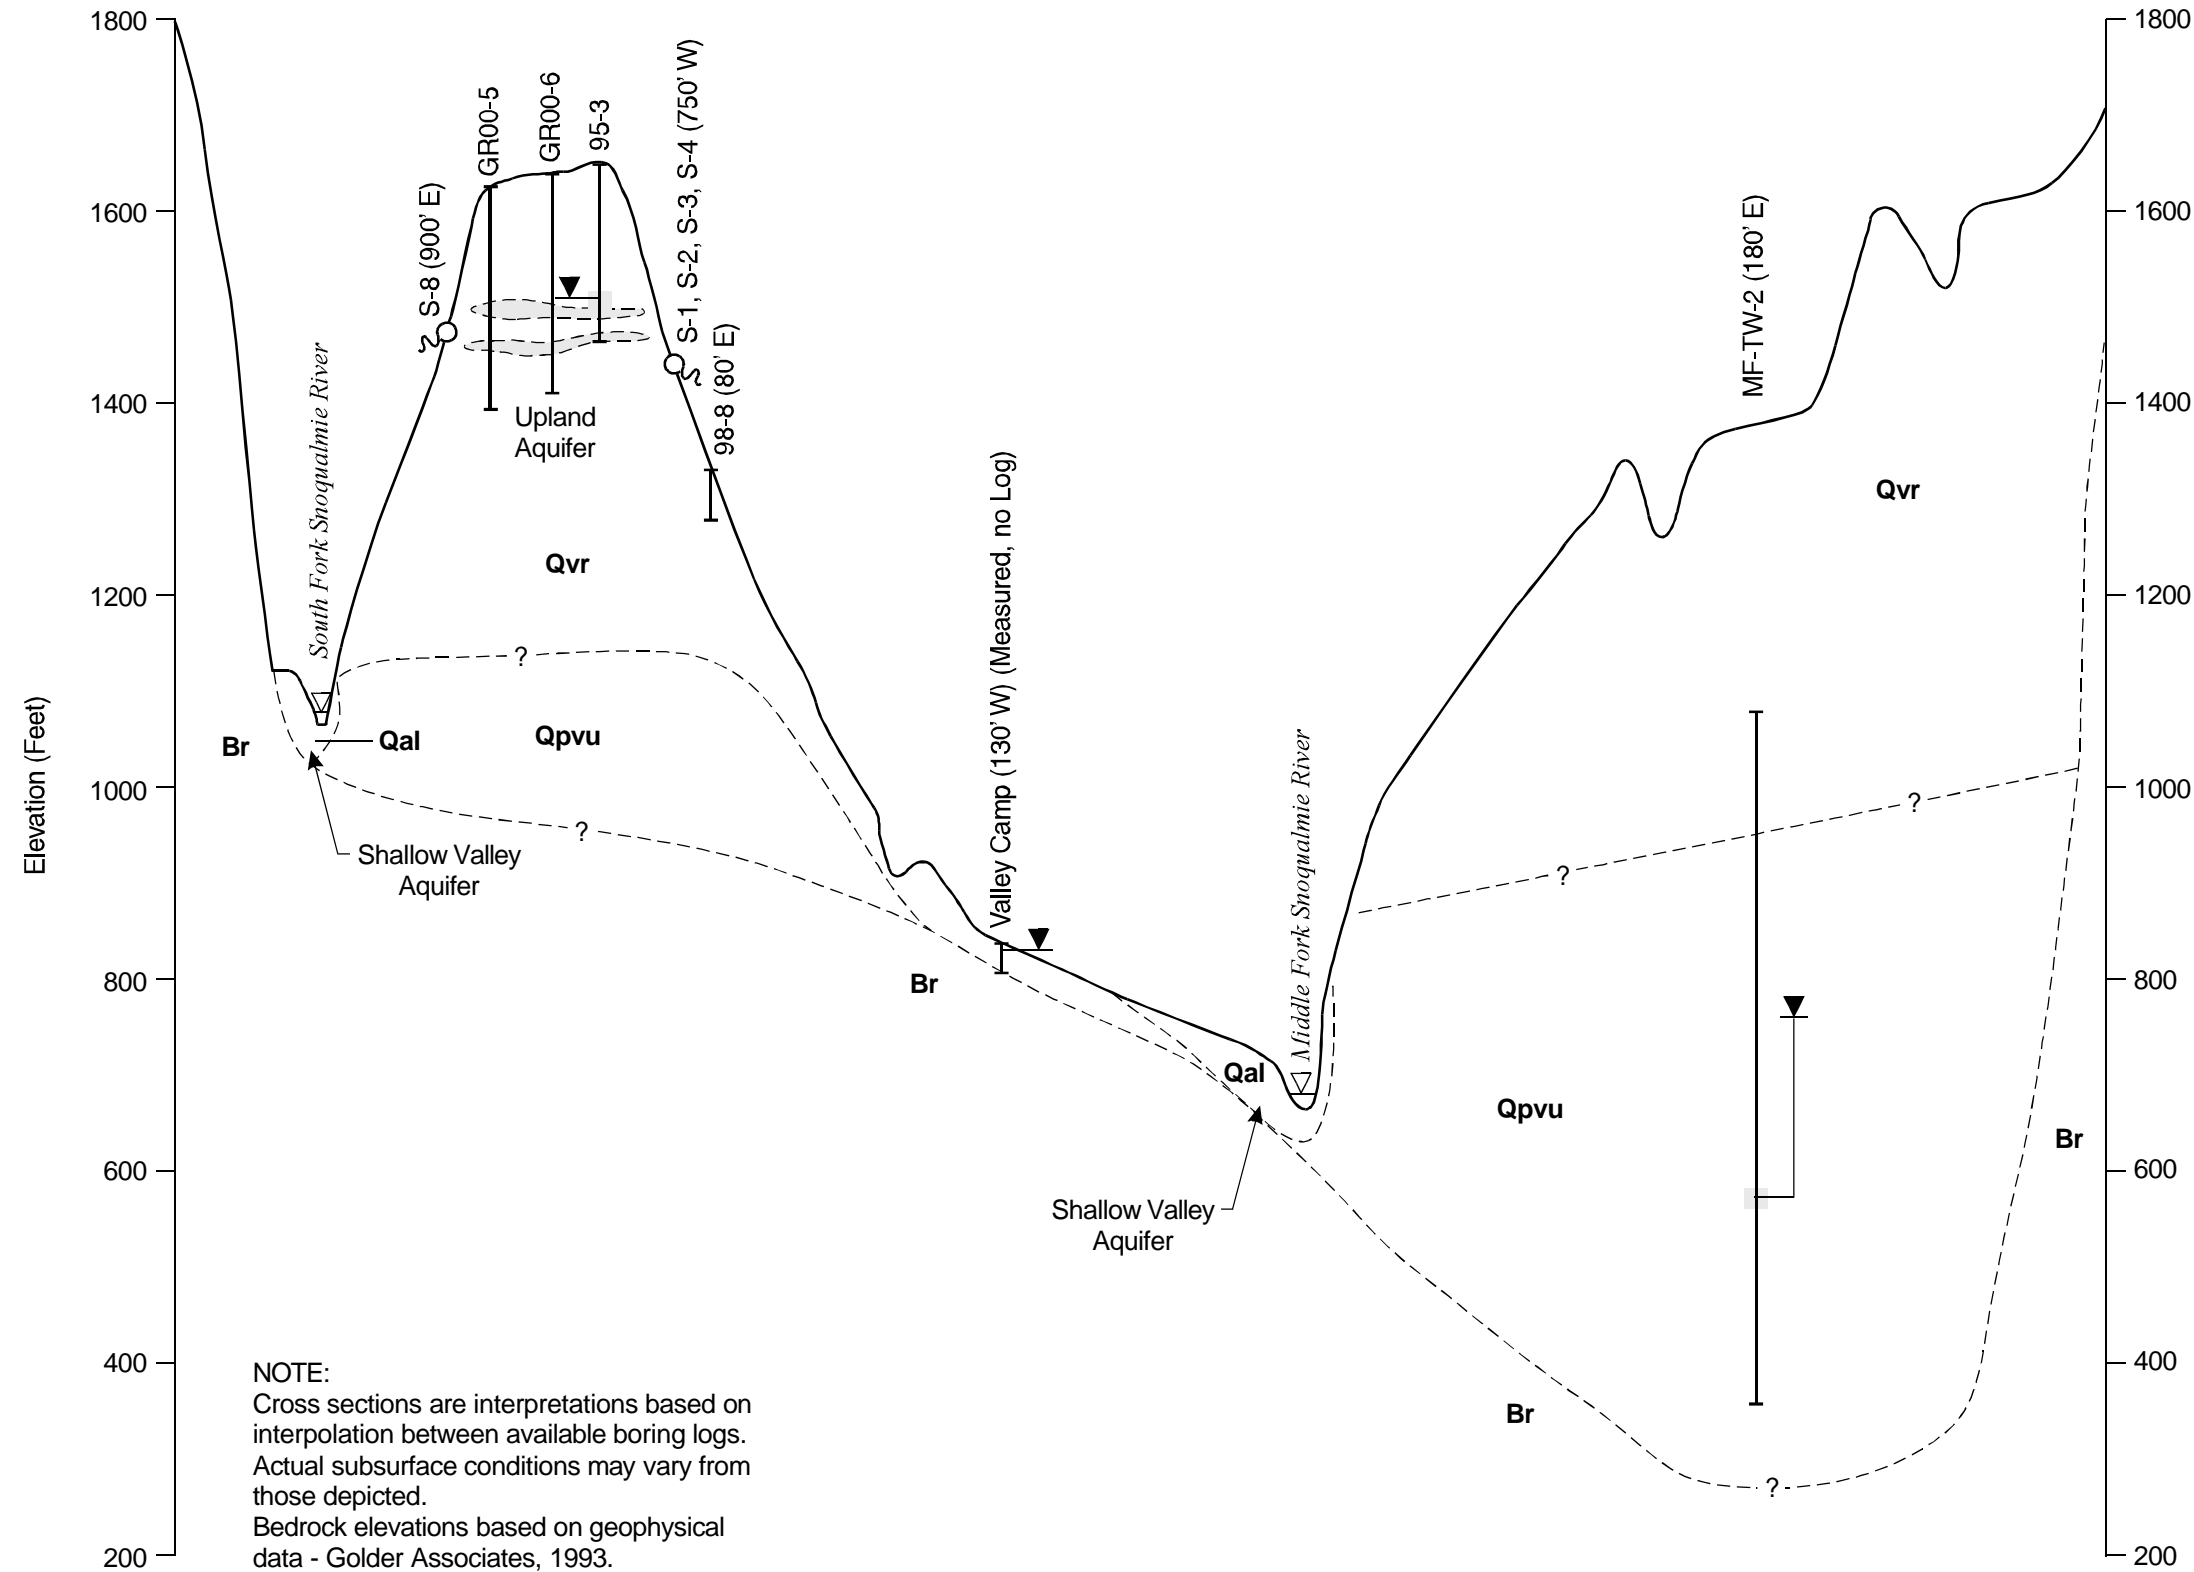 1800
1600
1400
1200
1000
800
600
400
200
Elevation (Feet)
South Fork Snoqualmie River
S-8 (900' E)
GR00-5
GR00-6
95-3
S-1, S-2, S-3, S-4 (750' W)
98-8 (80' E)
Upland
Aquifer
Qvr
?
Qpvu
Br
Qal
?
Shallow Valley
Aquifer
Br
Valley Camp (130' W) (Measured, no Log)
Middle Fork Snoqualmie River
Qal
Shallow Valley
Aquifer
MF-TW-2 (180' E)
Qvr
?
?
Qpvu
Br
Br
?
1800
1600
1400
1200
1000
800
600
400
200
NOTE:
Cross sections are interpretations based on
interpolation between available boring logs.
Actual subsurface conditions may vary from
those depicted.
Bedrock elevations based on geophysical
data - Golder Associates, 1993.